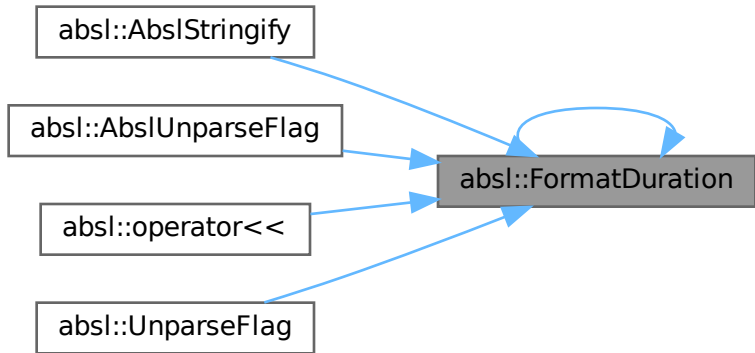 absl::AbslStringify
absl::AbslUnparseFlag
absl::FormatDuration
absl::operator<<
absl::UnparseFlag